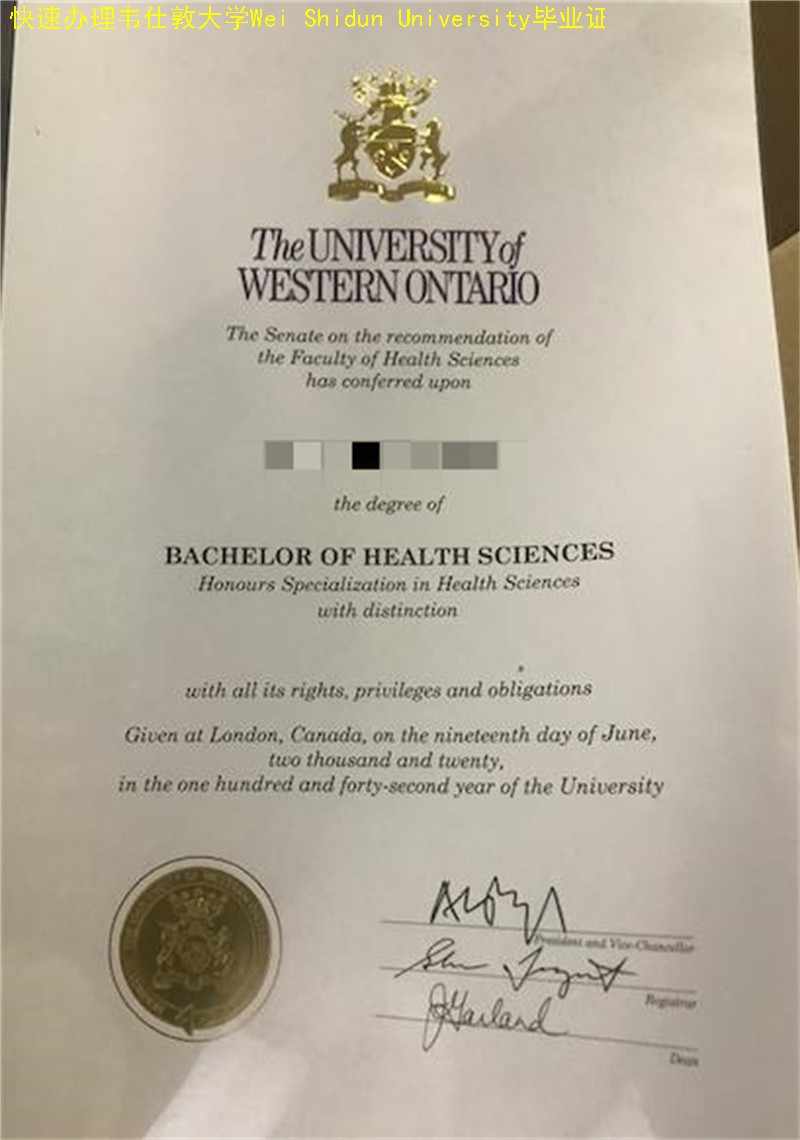 快速办理韦仕敦大学Wei Shidun University毕业证
The UNIVERSITY of
WESTERN ONTARIO
The Senate on the recommendation of
the Faculty of Health Sciences
has conferred upon
the degree of
BACHELOR OF HEALTH SCIENCES
Honours Specialization in Health Sciences
with distinction
with all its rights, privileges and obligations
Given at London, Canada, on the nineteenth day of June,
two thousand and twenty,
in the one hundred and forty-second year of the University
President and Vice-Chancellor
Registrar
Dean